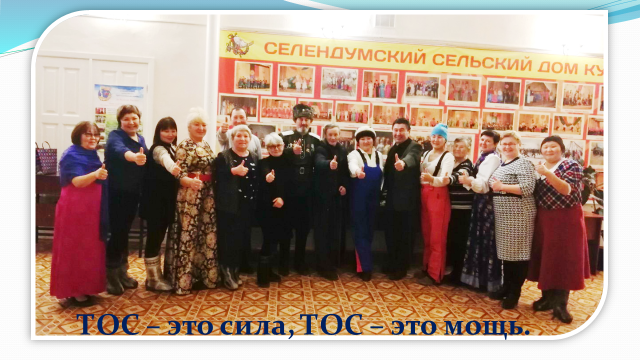 СЕЛЕНДУМСКИЙ СЕЛЬСКИЙ ДОМ КУ
ТОС – это сила, ТОС – это мощь.